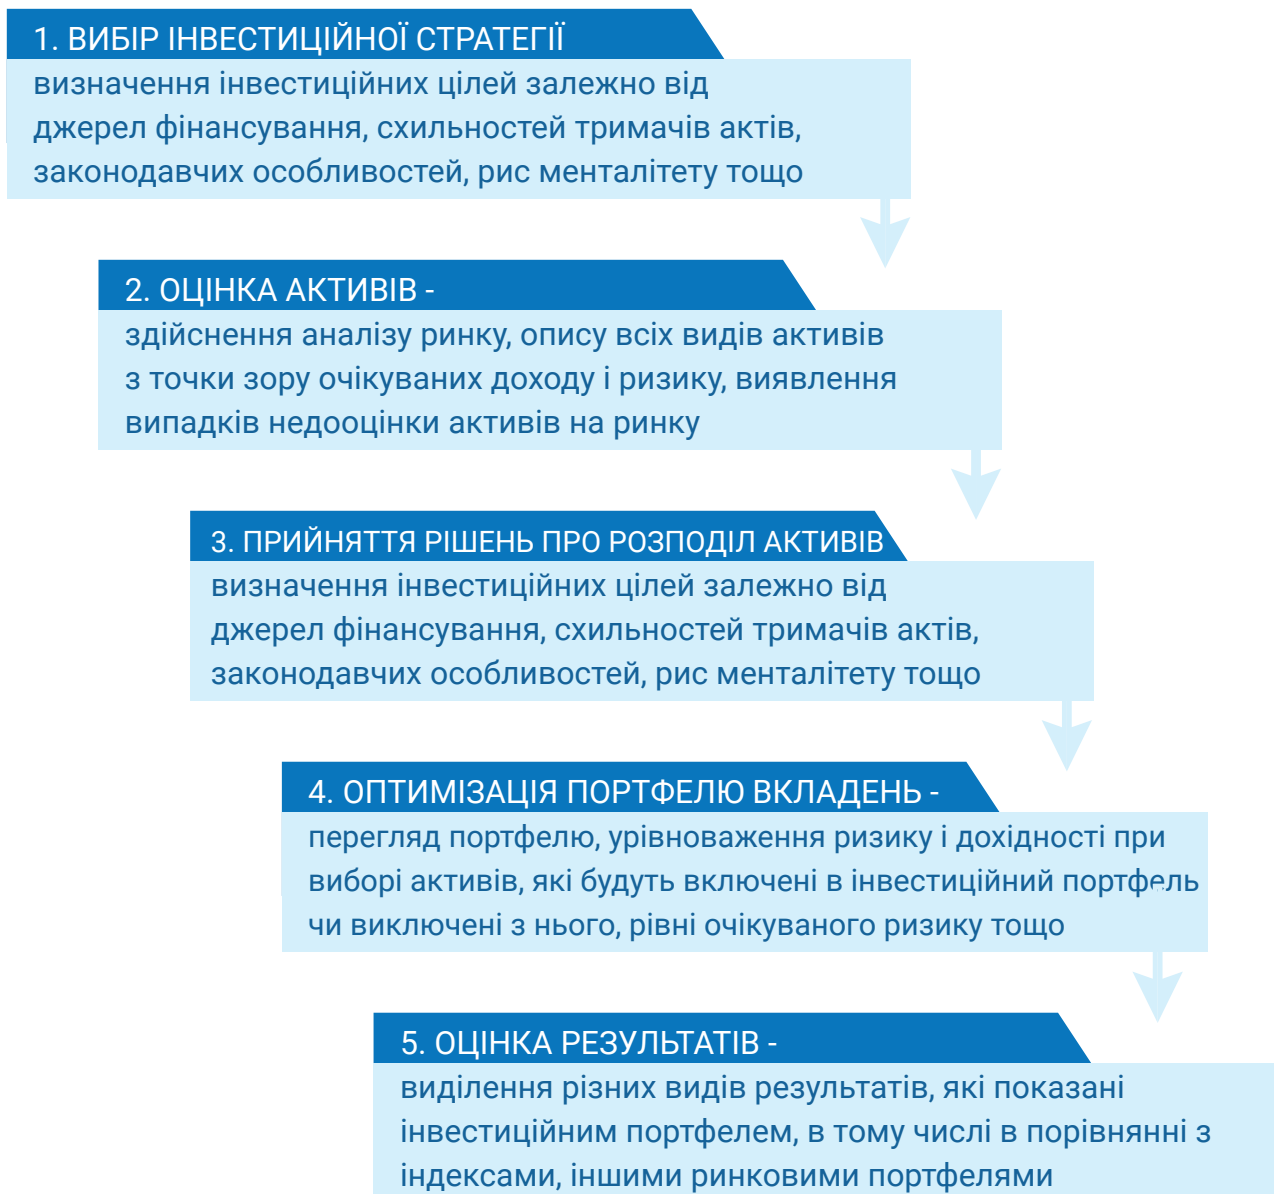 1. ВИБІР ІНВЕСТИЦІЙНОЇ СТРАТЕГІЇ
визначення інвестиційних цілей залежно від
джерел фінансування, схильностей тримачів актів,
законодавчих особливостей, рис менталітету тощо
2. ОЦІНКА АКТИВІВ -
здійснення аналізу ринку, опису всіх видів активів
з точки зору очікуваних доходу і ризику, виявлення
випадків недооцінки активів на ринку
3. ПРИЙНЯТТЯ РІШЕНЬ ПРО РОЗПОДІЛ АКТИВІВ
визначення інвестиційних цілей залежно від
джерел фінансування, схильностей тримачів актів,
законодавчих особливостей, рис менталітету тощо
4. ОПТИМІЗАЦІЯ ПОРТФЕЛЮ ВКЛАДЕНЬ -
перегляд портфелю, урівноваження ризику і дохідності при
виборі активів, які будуть включені в інвестиційний портфель
чи виключені з нього, рівні очікуваного ризику тощо
5. ОЦІНКА РЕЗУЛЬТАТІВ -
виділення різних видів результатів, які показані
інвестиційним портфелем, в тому числі в порівнянні з
індексами, іншими ринковими портфелями